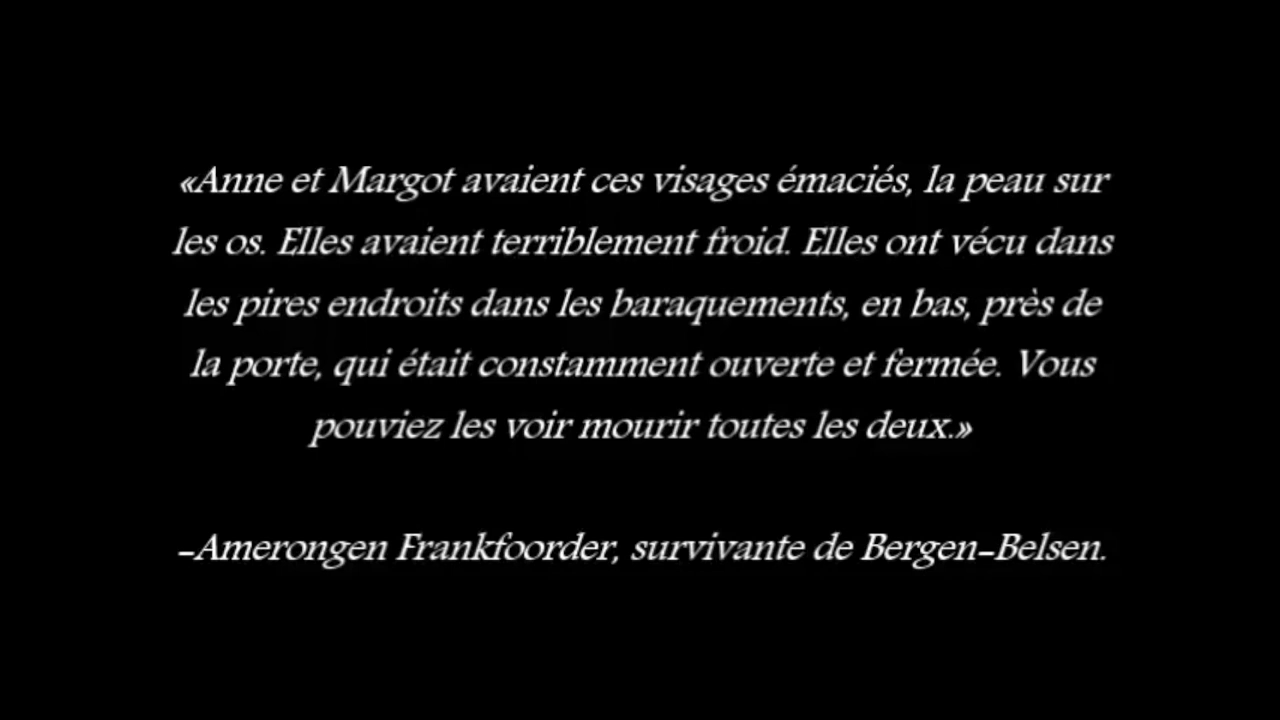 «Anne et Margot avaient ces visages émaciés, la peau sur
les os. Elles avaient terriblement froid. Elles ont vécu dans
les pires endroits dans les baraquements, en bas, près de
la porte, qui était constamment ouverte et fermée. Vous
pouviez les voir mourir toutes les deux.»
-Amerongen Frankfoorder, survivante de Bergen-Belsen.